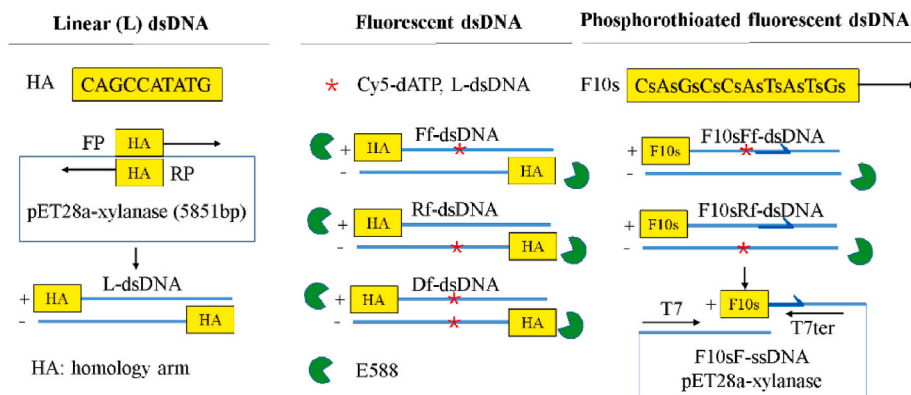 Linear (L) dsDNA
HA
CAGCCATATG
FP
HA
HA
RP
pET28a-xylanase (5851bp)
L-dsDNA
+
HA
-
HA
HA: homology arm
Fluorescent dsDNA
Cy5-dATP, L-dsDNA
Ff-dsDNA
+
HA
-
HA
Rf-dsDNA
+
HA
-
HA
Df-dsDNA
+
HA
-
HA
E588
Phosphorothioated fluorescent dsDNA
F10s
CsAsGsCsCsAsTsAsTsGs
F10sFf-dsDNA
+
F10s
-
F10sRf-dsDNA
+
F10s
-
T7
+
F10s
T7ter
F10sF-ssDNA
pET28a-xylanase